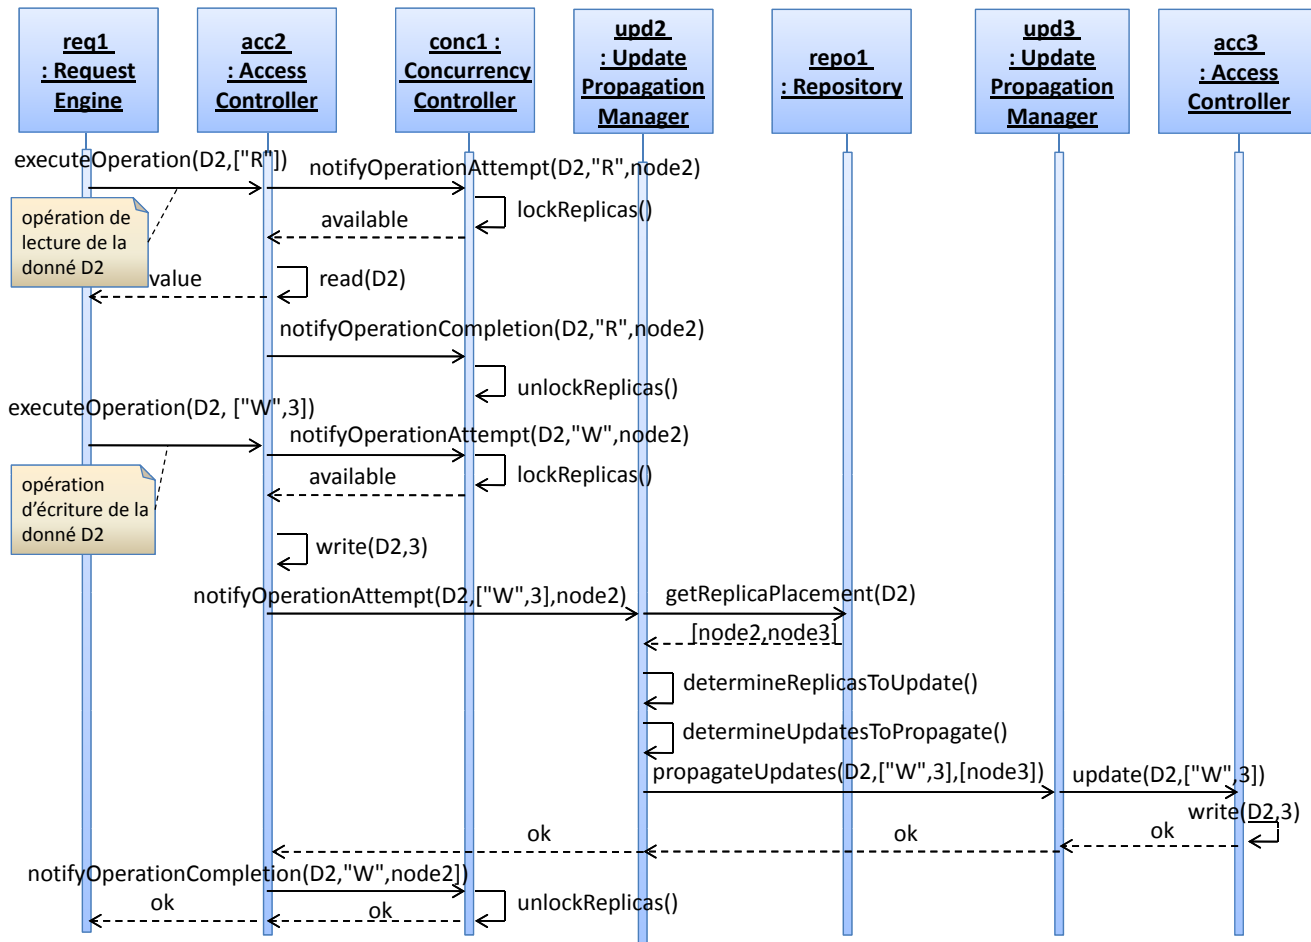 req1
: Request
Engine
acc2
: Access
Controller
conc1 :
Concurrency
Controller
upd2
: Update
Propagation
Manager
repo1
: Repository
upd3
: Update
Propagation
Manager
acc3
: Access
Controller
executeOperation(D2,["R"])
notifyOperationAttempt(D2,"R",node2)
lockReplicas()
available
opération de
lecture de la
donné D2
value
read(D2)
notifyOperationCompletion(D2,"R",node2)
unlockReplicas()
executeOperation(D2, ["W",3])
notifyOperationAttempt(D2,"W",node2)
lockReplicas()
available
opération
d'écriture de la
donné D2
write(D2,3)
notifyOperationAttempt(D2,["W",3],node2)
getReplicaPlacement(D2)
[node2,node3]
determineReplicasToUpdate()
determineUpdatesToPropagate()
propagateUpdates(D2,["W",3],[node3])
update(D2,["W",3])
write(D2,3)
ok
ok
ok
notifyOperationCompletion(D2,"W",node2])
unlockReplicas()
ok
ok